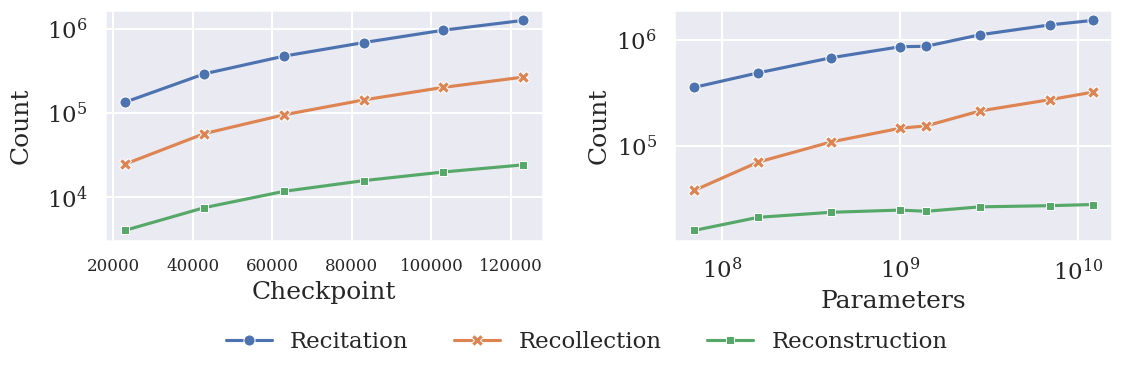 Count
10^6
10^5
10^4
20000 40000 60000 80000 100000 120000
Checkpoint
Count
10^6
10^5
10^8 10^9 10^10
Parameters
Recitation Recollection Reconstruction